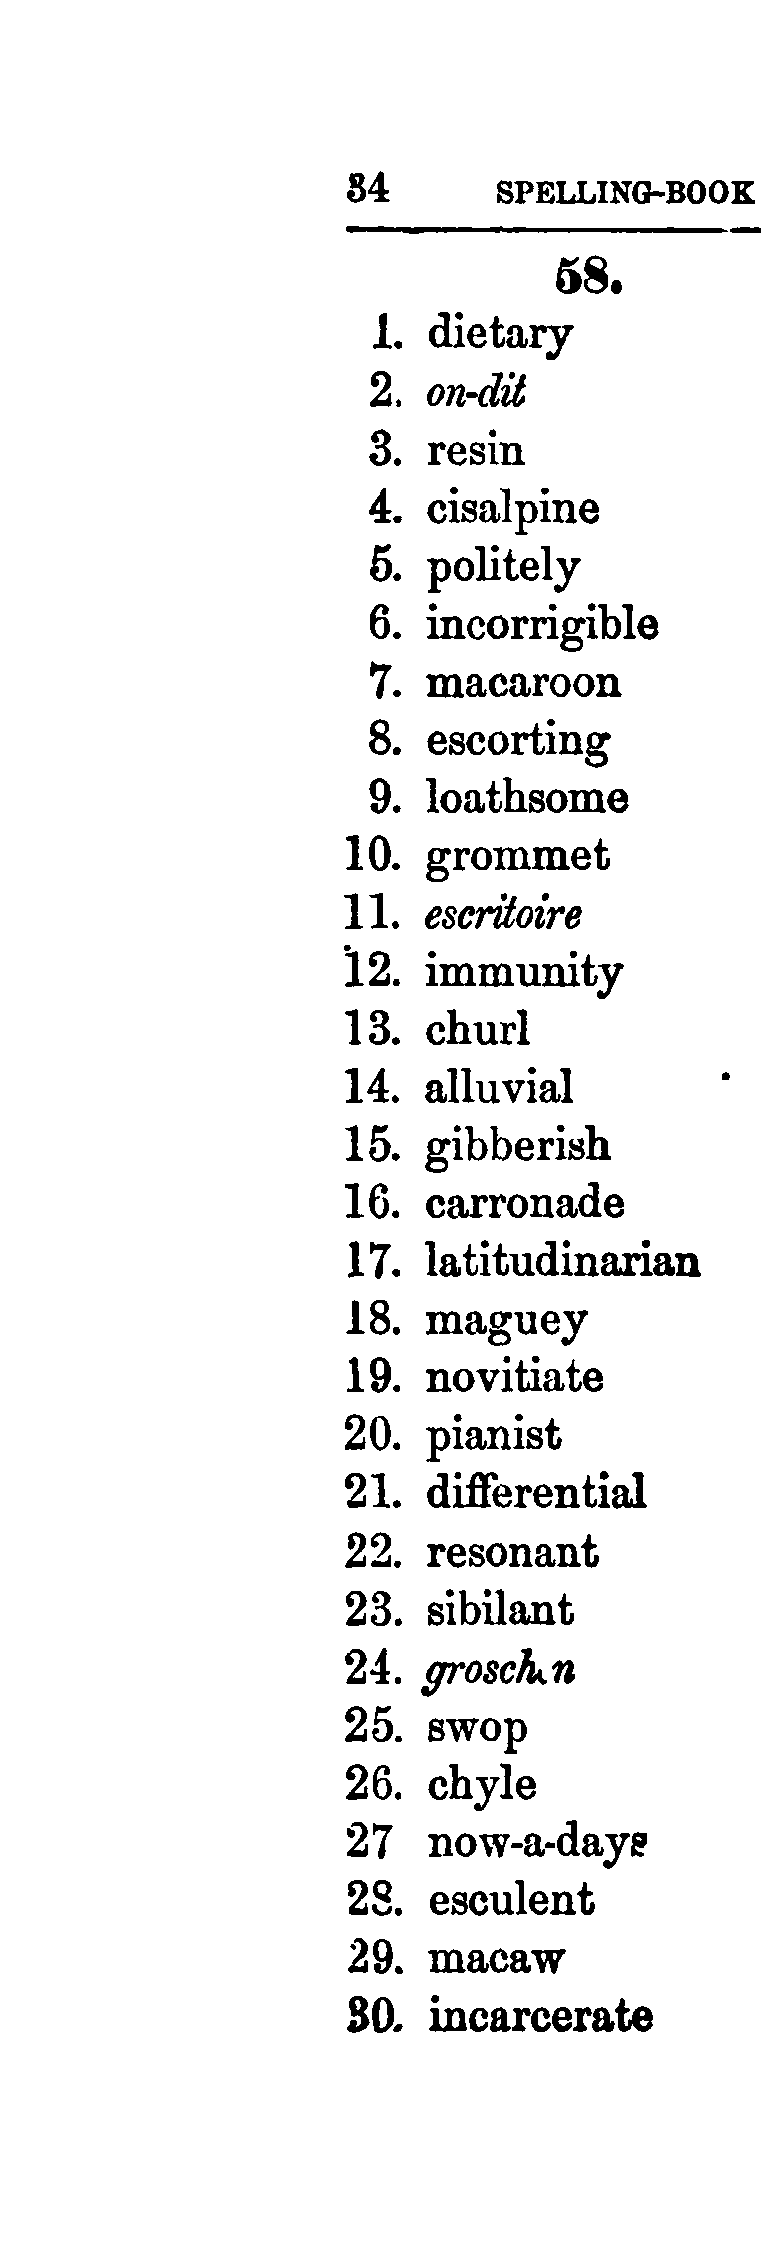 34 SPELLING-BOOK
58.
1. dietary
2. on-dit
3. resin
4. cisalpine
5. politely
6. incorrigible
7. macaroon
8. escorting
9. loathsome
10. grommet
11. escritoire
12. immunity
13. churl
14. alluvial
15. gibberish
16. carronade
17. latitudinarian
18. maguey
19. novitiate
20. pianist
21. differential
22. resonant
23. sibilant
24. groschen
25. swop
26. chyle
27 now-a-days
28. esculent
29. macaw
30. incarcerate